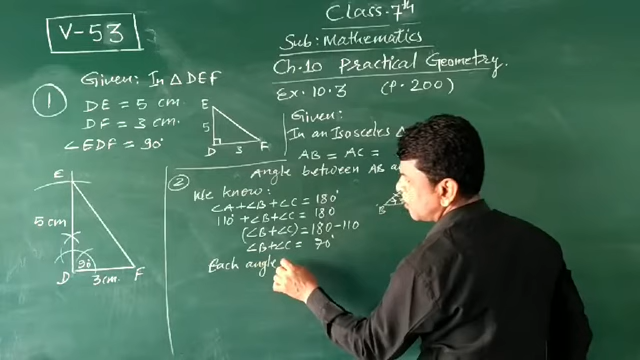 V-53
Class. 7th
Sub: Mathematics
Ch.10 Practical Geometry.
Ex. 10.3 (P. 200)
1
Given: In △ DEF
DE = 5 cm.
DF = 3 cm.
∠EDF = 90°
E
5
D 3 F
E
5 cm
90°
D 3 cm. F
Given:
In an Isosceles △
AB = AC =
Angle between AB a
2
We know:
∠A+∠B+∠C = 180°
110° +∠B+∠C = 180
(∠B+∠C) = 180-110
∠B+∠C = 70°
Each angle
B